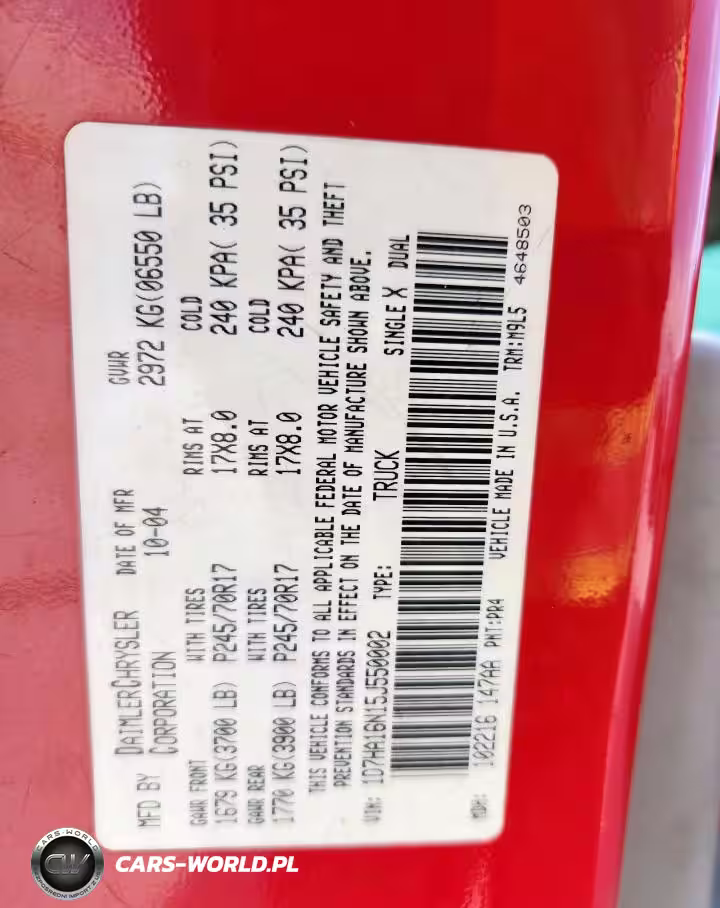 MFD BY DAIMLERCHRYSLER CORPORATION DATE OF MFR 10-04 GVWR 2972 KG(06550 LB)
GAWR FRONT WITH TIRES RIMS AT COLD
1679 KG(3700 LB) P245/70R17 17X8.0 240 KPA( 35 PSI)
GAWR REAR WITH TIRES RIMS AT COLD
1770 KG(3900 LB) P245/70R17 17X8.0 240 KPA( 35 PSI)
THIS VEHICLE CONFORMS TO ALL APPLICABLE FEDERAL MOTOR VEHICLE SAFETY AND THEFT
PREVENTION STANDARDS IN EFFECT ON THE DATE OF MANUFACTURE SHOWN ABOVE.
VIN: 1D7HA16N15J550002 TYPE: TRUCK SINGLE X DUAL
MDH: 102216 147AA PNT:PR4 VEHICLE MADE IN U.S.A. TRM:M9L5 4648503
CARS-WORLD
CW
CARS-WORLD.PL